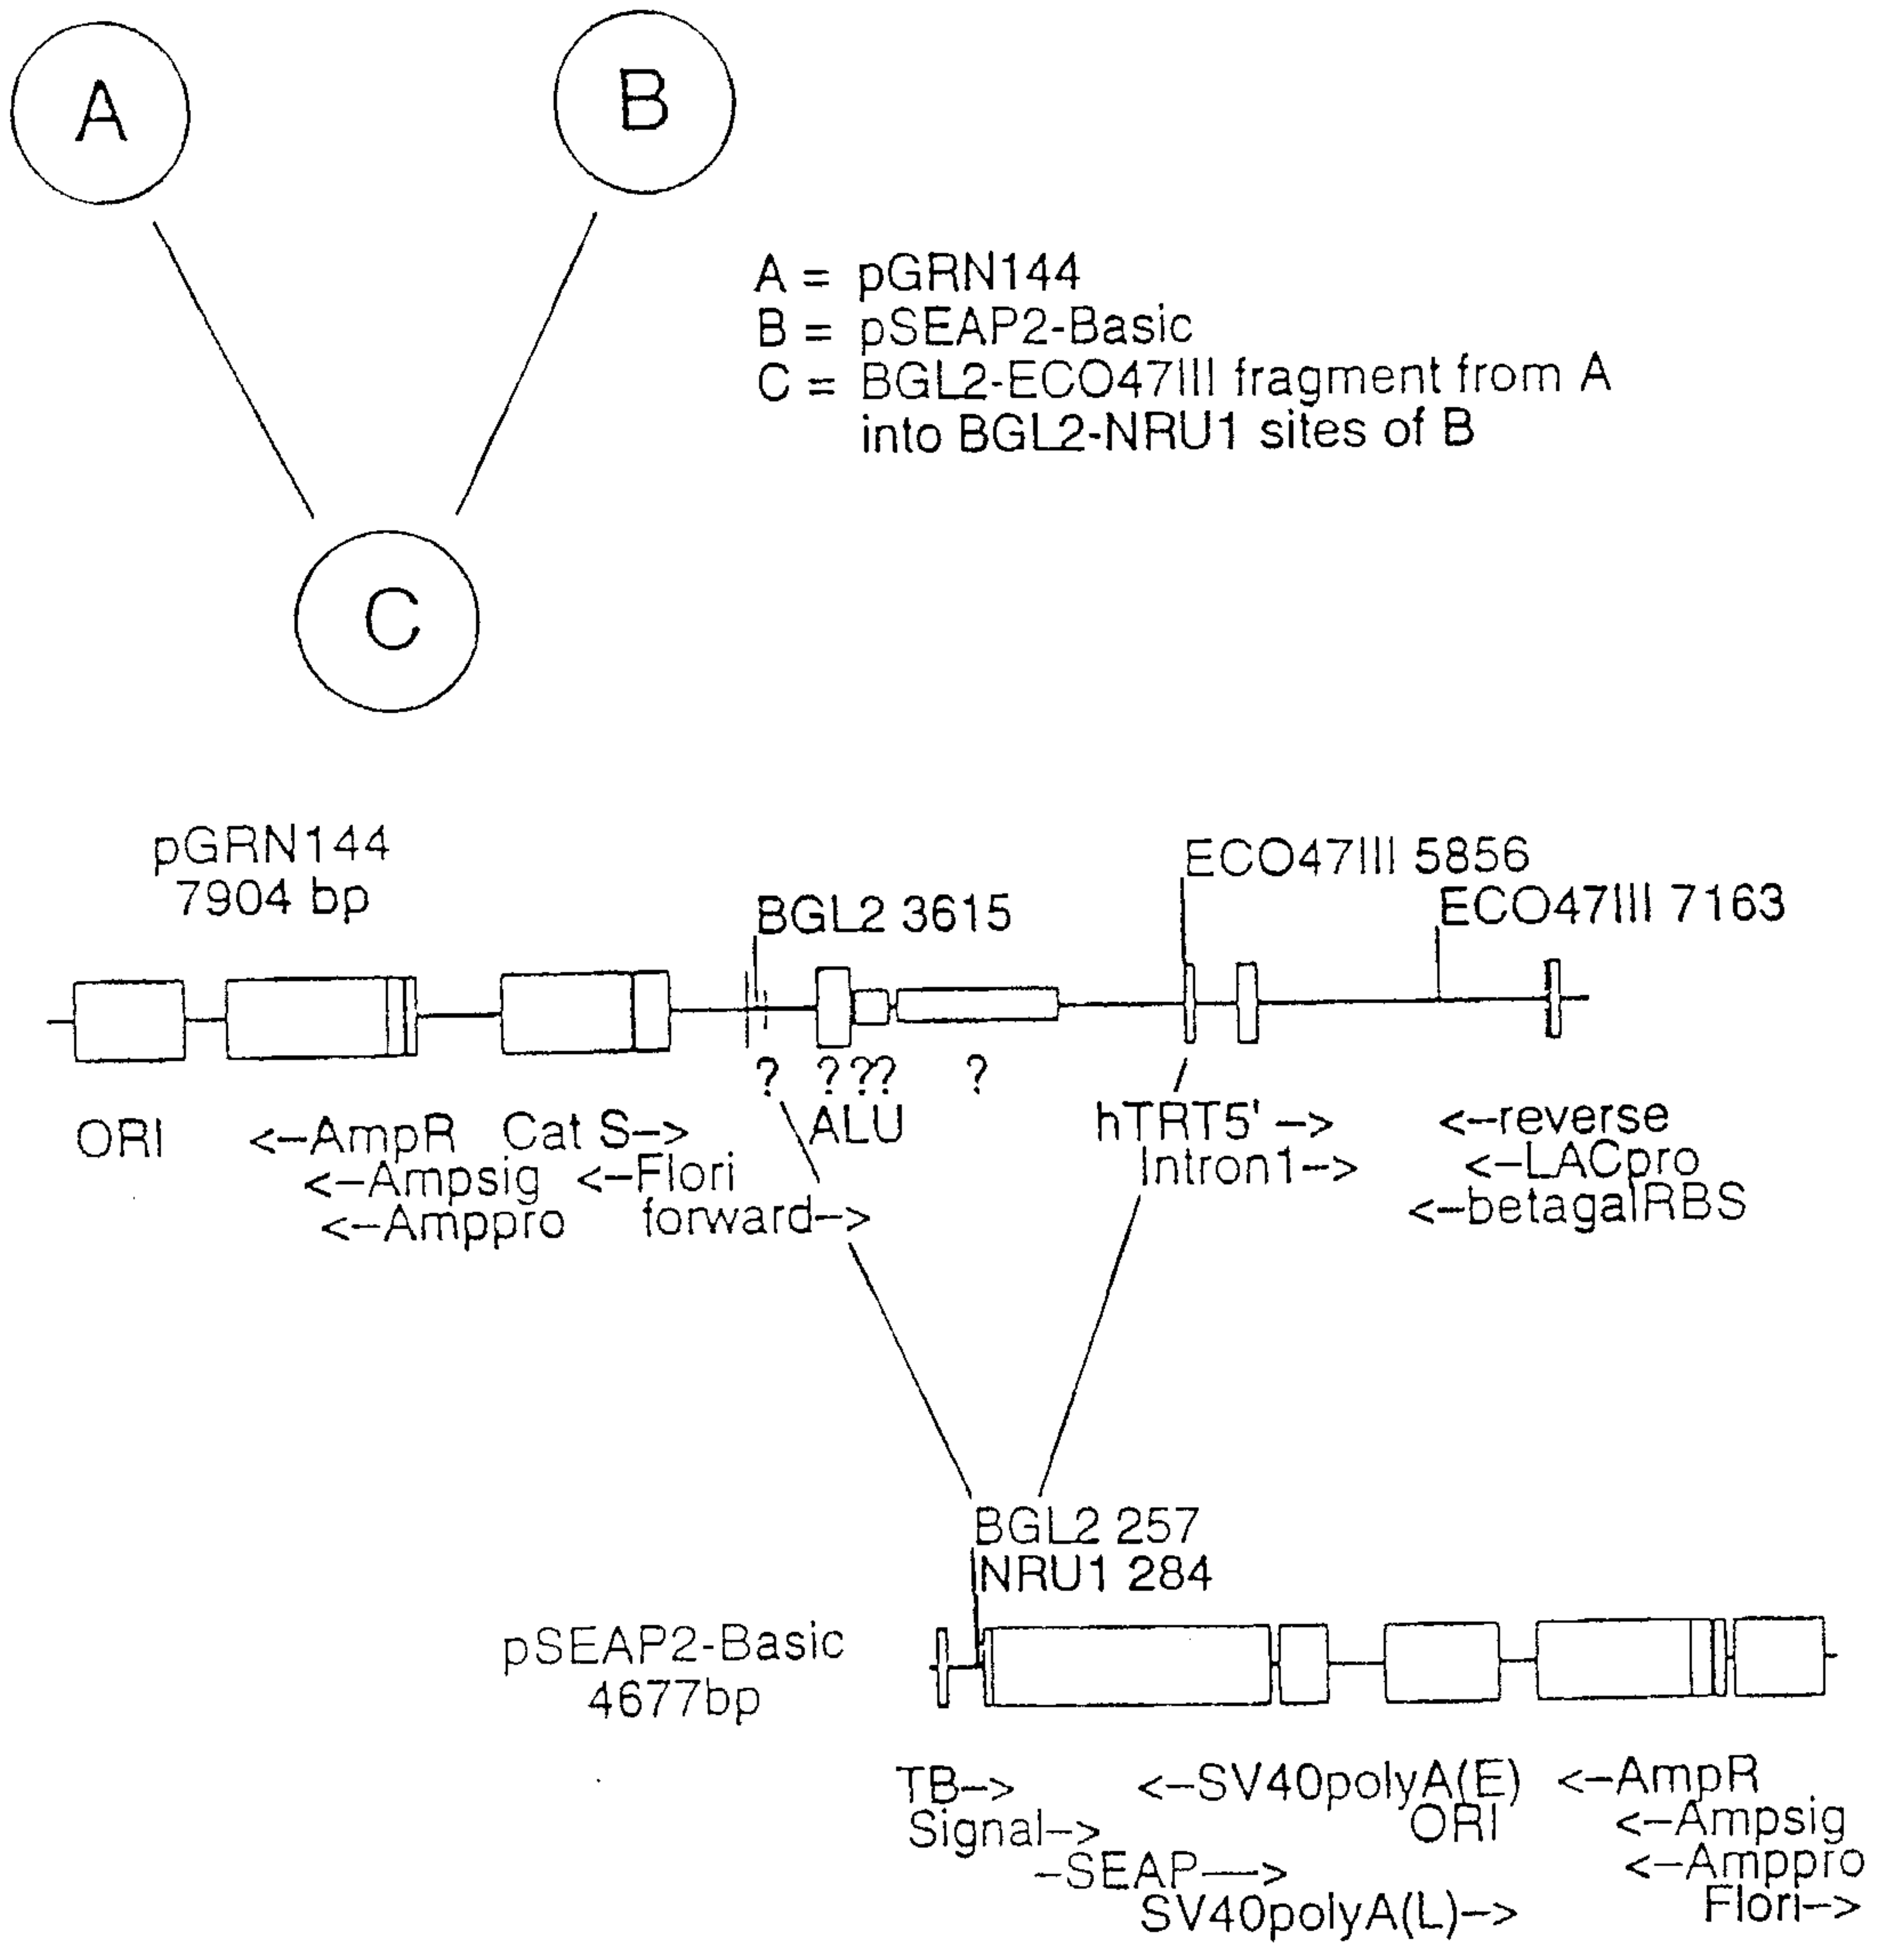 A
B
A = pGRN144
B = pSEAP2-Basic
C = BGL2-ECO47III fragment from A
into BGL2-NRU1 sites of B
C
pGRN144
7904 bp
ECO47III 5856
BGL2 3615
ECO47III 7163
? ? ?? ?
ORI <-AmpR Cat S-> ALU hTRT5' -> <-reverse
<-Ampsig <-Flori Intron1-> <-LACpro
<-Amppro forward-> <-betagalRBS
BGL2 257
NRU1 284
pSEAP2-Basic
4677bp
TB-> <-SV40polyA(E) <-AmpR
Signal-> ORI <-Ampsig
-SEAP—> <-Amppro
SV40polyA(L)-> Flori->